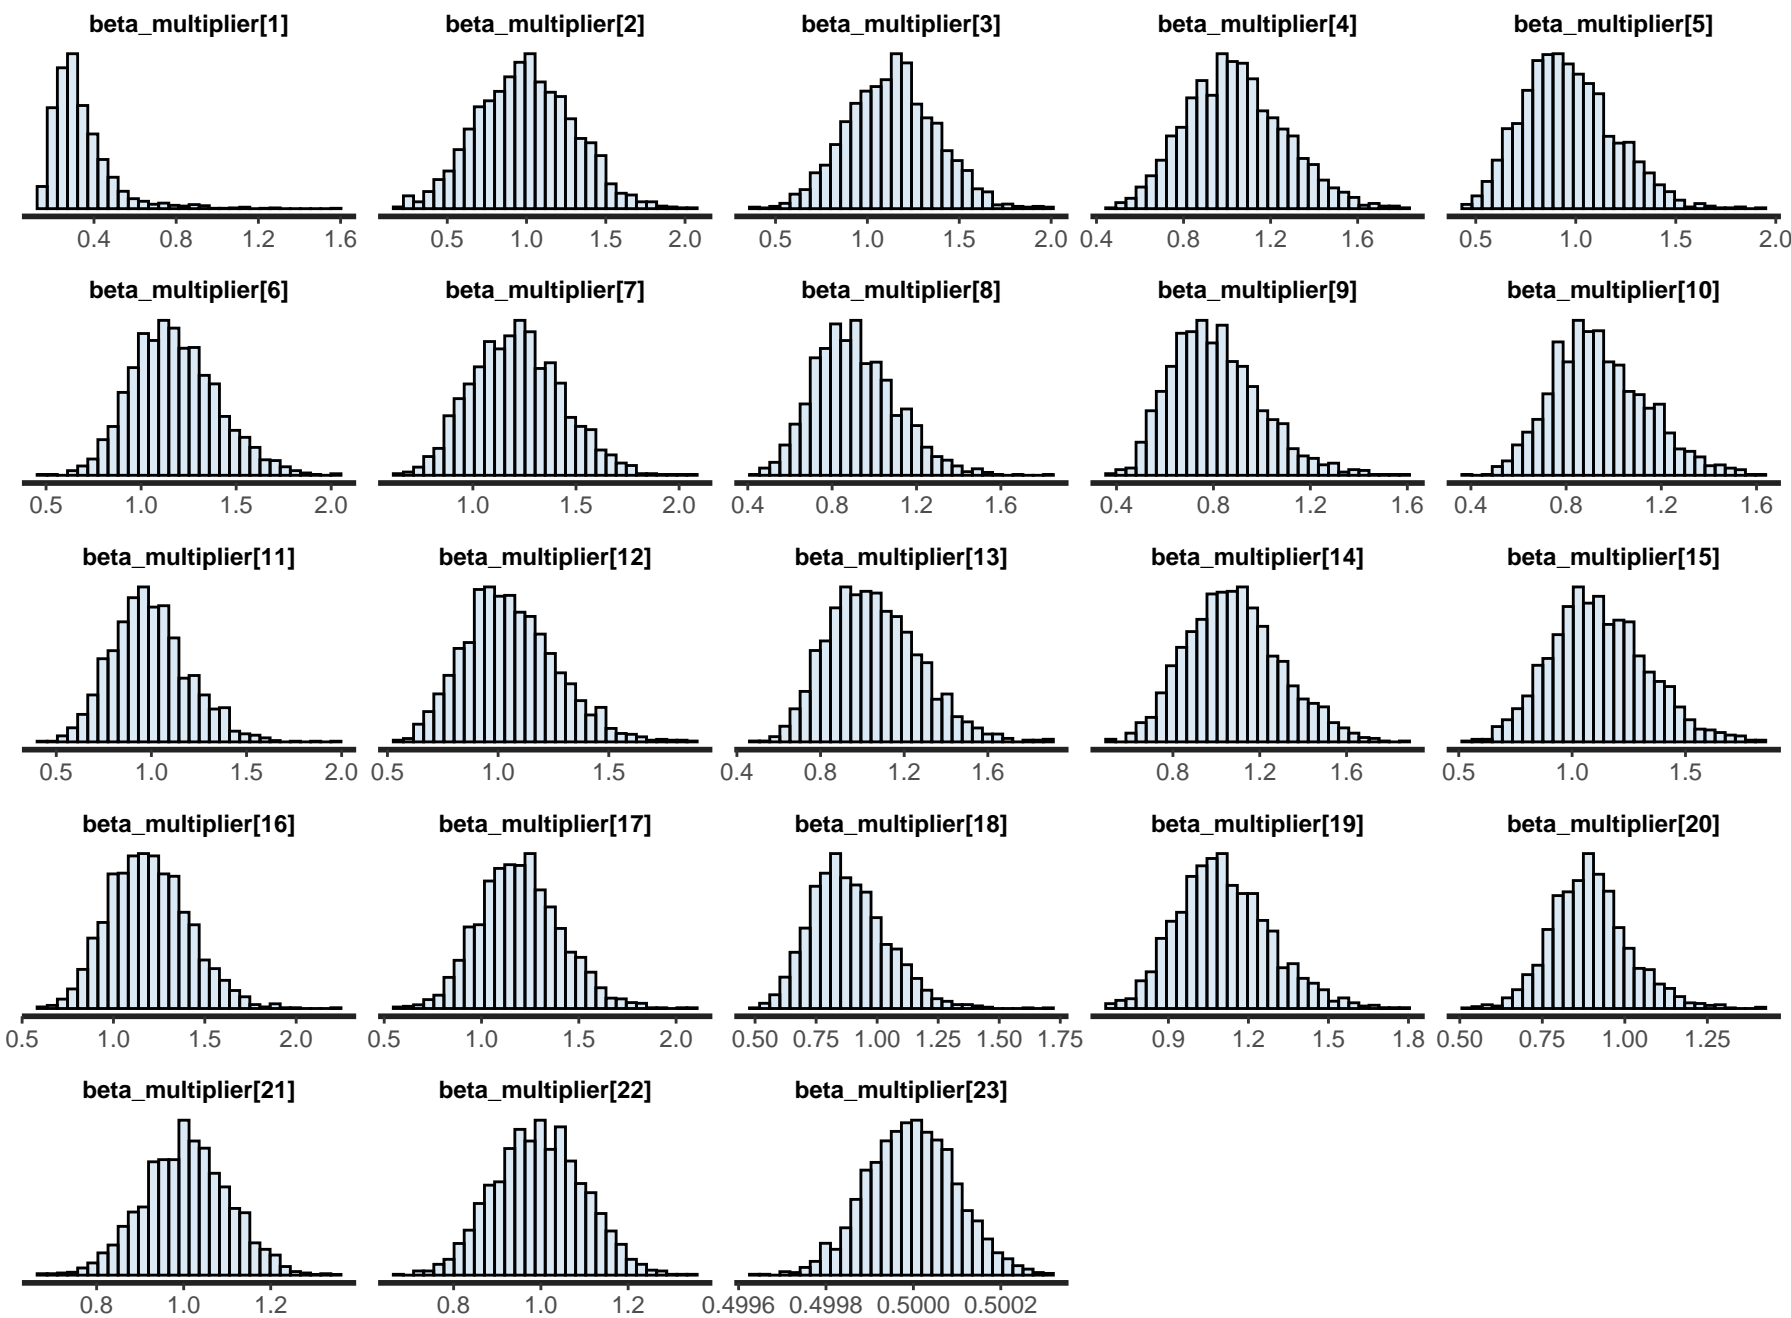 beta_multiplier[1] beta_multiplier[2] beta_multiplier[3] beta_multiplier[4] beta_multiplier[5]
0.4 0.8 1.2 1.6 0.5 1.0 1.5 2.0 0.5 1.0 1.5 2.0 0.4 0.8 1.2 1.6 0.5 1.0 1.5 2.0
beta_multiplier[6] beta_multiplier[7] beta_multiplier[8] beta_multiplier[9] beta_multiplier[10]
0.5 1.0 1.5 2.0 1.0 1.5 2.0 0.4 0.8 1.2 1.6 0.4 0.8 1.2 1.6 0.4 0.8 1.2 1.6
beta_multiplier[11] beta_multiplier[12] beta_multiplier[13] beta_multiplier[14] beta_multiplier[15]
0.5 1.0 1.5 2.0 0.5 1.0 1.5 0.4 0.8 1.2 1.6 0.8 1.2 1.6 0.5 1.0 1.5
beta_multiplier[16] beta_multiplier[17] beta_multiplier[18] beta_multiplier[19] beta_multiplier[20]
0.5 1.0 1.5 2.0 0.5 1.0 1.5 2.0 0.50 0.75 1.00 1.25 1.50 1.75 0.9 1.2 1.5 1.8 0.50 0.75 1.00 1.25
beta_multiplier[21] beta_multiplier[22] beta_multiplier[23]
0.8 1.0 1.2 0.8 1.0 1.2 0.4996 0.4998 0.5000 0.5002